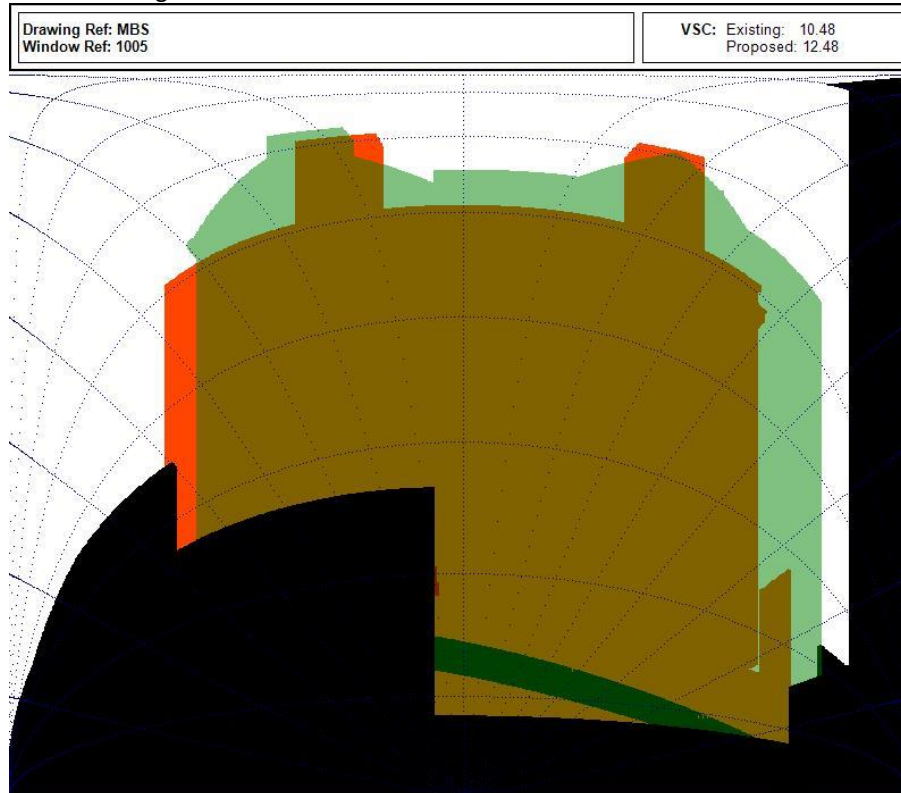 Drawing Ref: MBS
Window Ref: 1005
VSC: Existing: 10.48
Proposed: 12.48